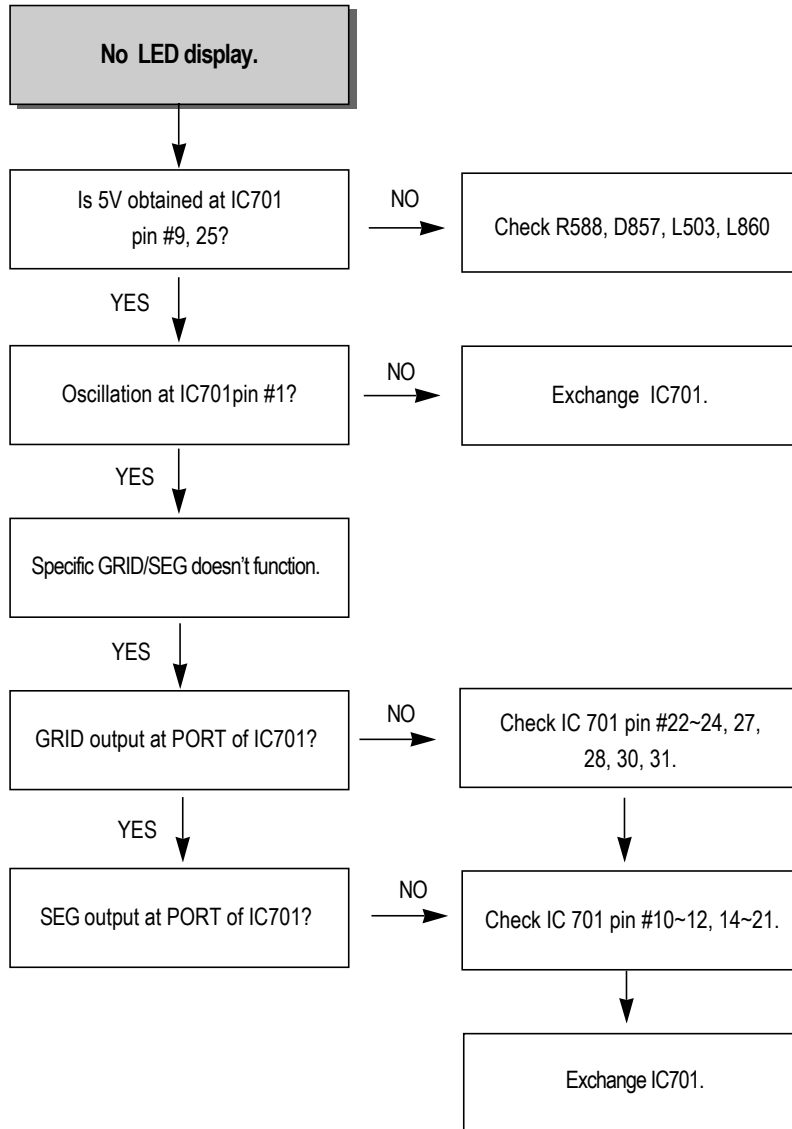 No LED display.
Is 5V obtained at IC701
pin #9, 25?
NO
Check R588, D857, L503, L860
YES
Oscillation at IC701pin #1?
NO
Exchange IC701.
YES
Specific GRID/SEG doesn't function.
YES
GRID output at PORT of IC701?
NO
Check IC 701 pin #22~24, 27,
28, 30, 31.
YES
SEG output at PORT of IC701?
NO
Check IC 701 pin #10~12, 14~21.
Exchange IC701.